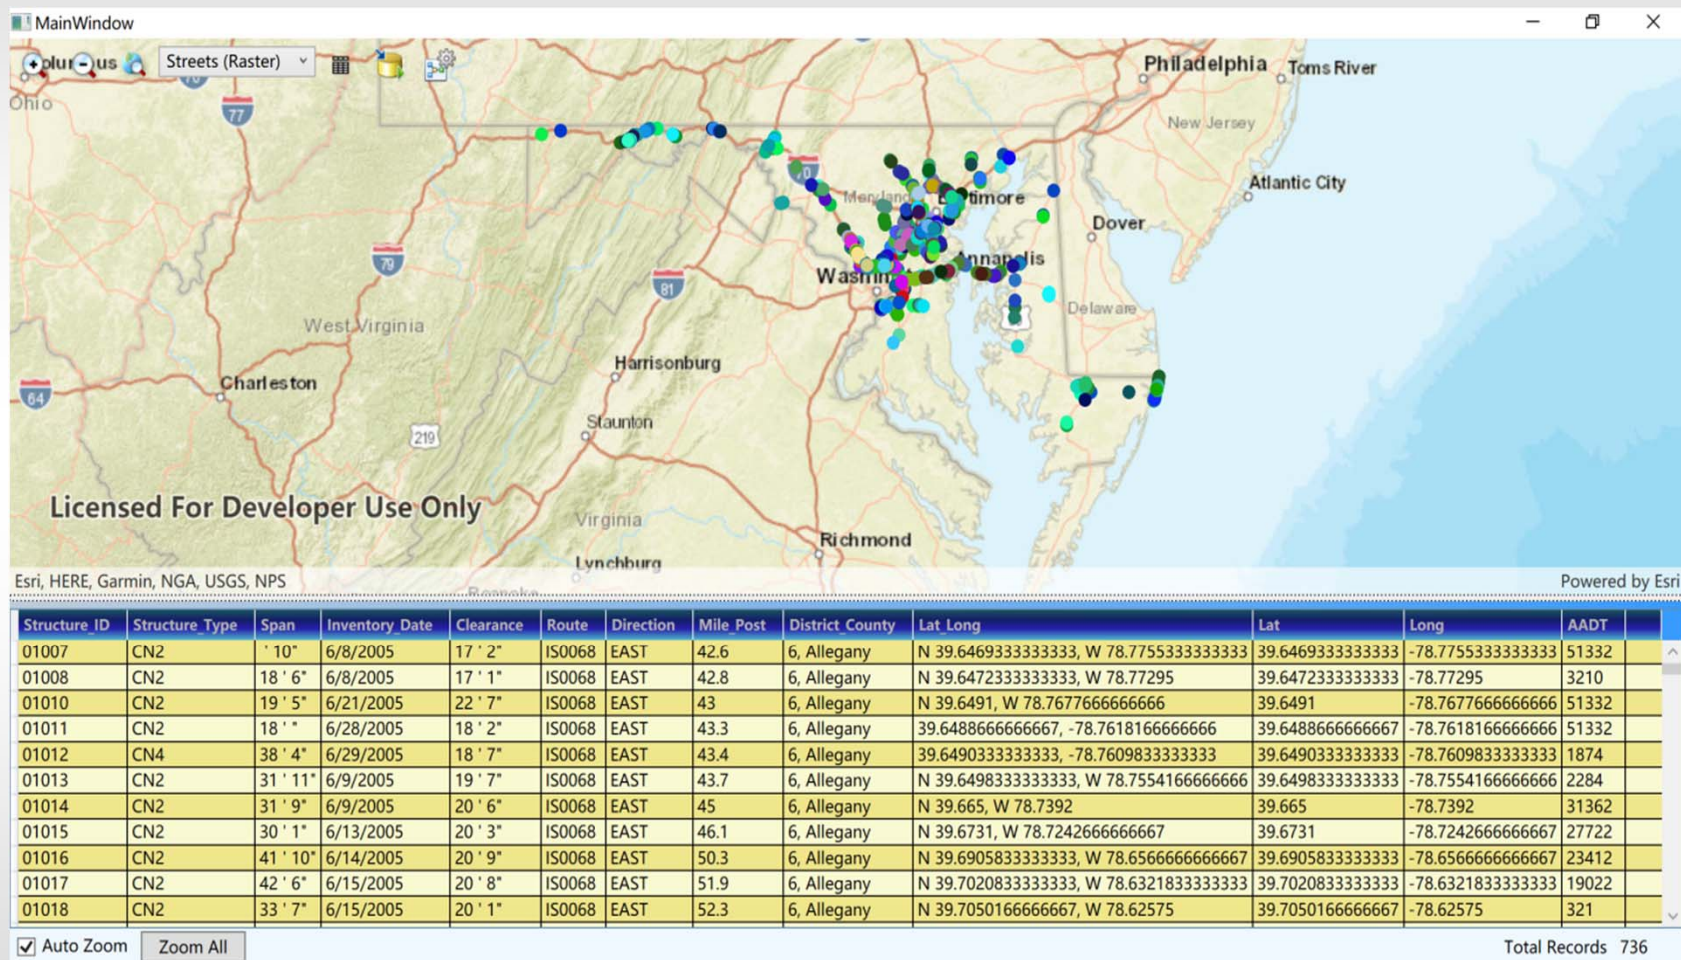 MainWindow
Streets (Raster)
Philadelphia
Toms River
Ohio
77
New Jersey
Atlantic City
Maryland
Dover
79
81
Annapolis
Delaware
West Virginia
Harrisonburg
64
Charleston
219
Staunton
Licensed For Developer Use Only
Virginia
Richmond
Lynchburg
Esri, HERE, Garmin, NGA, USGS, NPS
Powered by Esri
Structure_ID Structure_Type Span Inventory_Date Clearance Route Direction Mile_Post District_County Lat_Long Lat Long AADT
01007 CN2 ' 10" 6/8/2005 17 ' 2" IS0068 EAST 42.6 6, Allegany N 39.6469333333333, W 78.7755333333333 39.6469333333333 -78.7755333333333 51332
01008 CN2 18 ' 6" 6/8/2005 17 ' 1" IS0068 EAST 42.8 6, Allegany N 39.6472333333333, W 78.77295 39.6472333333333 -78.77295 3210
01010 CN2 19 ' 5" 6/21/2005 22 ' 7" IS0068 EAST 43 6, Allegany N 39.6491, W 78.7677666666666 39.6491 -78.7677666666666 51332
01011 CN2 18 ' " 6/28/2005 18 ' 2" IS0068 EAST 43.3 6, Allegany 39.6488666666667, -78.7618166666666 39.6488666666667 -78.7618166666666 51332
01012 CN4 38 ' 4" 6/29/2005 18 ' 7" IS0068 EAST 43.4 6, Allegany 39.6490333333333, -78.7609833333333 39.6490333333333 -78.7609833333333 1874
01013 CN2 31 ' 11" 6/9/2005 19 ' 7" IS0068 EAST 43.7 6, Allegany N 39.6498333333333, W 78.7554166666666 39.6498333333333 -78.7554166666666 2284
01014 CN2 31 ' 9" 6/9/2005 20 ' 6" IS0068 EAST 45 6, Allegany N 39.665, W 78.7392 39.665 -78.7392 31362
01015 CN2 30 ' 1" 6/13/2005 20 ' 3" IS0068 EAST 46.1 6, Allegany N 39.6731, W 78.7242666666667 39.6731 -78.7242666666667 27722
01016 CN2 41 ' 10" 6/14/2005 20 ' 9" IS0068 EAST 50.3 6, Allegany N 39.6905833333333, W 78.6566666666667 39.6905833333333 -78.6566666666667 23412
01017 CN2 42 ' 6" 6/15/2005 20 ' 8" IS0068 EAST 51.9 6, Allegany N 39.7020833333333, W 78.6321833333333 39.7020833333333 -78.6321833333333 19022
01018 CN2 33 ' 7" 6/15/2005 20 ' 1" IS0068 EAST 52.3 6, Allegany N 39.7050166666667, W 78.62575 39.7050166666667 -78.62575 321
Auto Zoom Zoom All Total Records 736